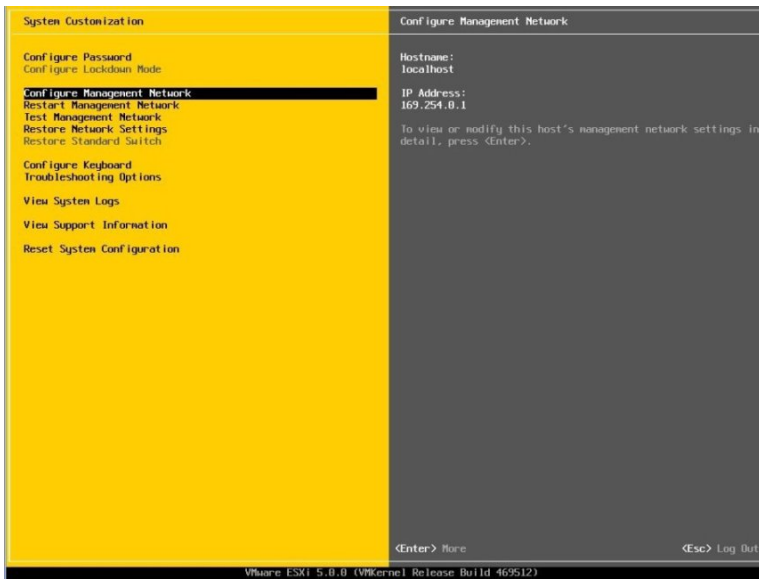 System Customization
Configure Password
Configure Lockdown Mode
Configure Management Network
Restart Management Network
Test Management Network
Restore Network Settings
Restore Standard Switch
Configure Keyboard
Troubleshooting Options
View System Logs
View Support Information
Reset System Configuration
Configure Management Network
Hostname:
localhost
IP Address:
169.254.0.1
To view or modify this host's management network settings in
detail, press <Enter>.
<Enter> More
<Esc> Log Out
VMware ESXi 5.0.0 (VMKernel Release Build 469512)